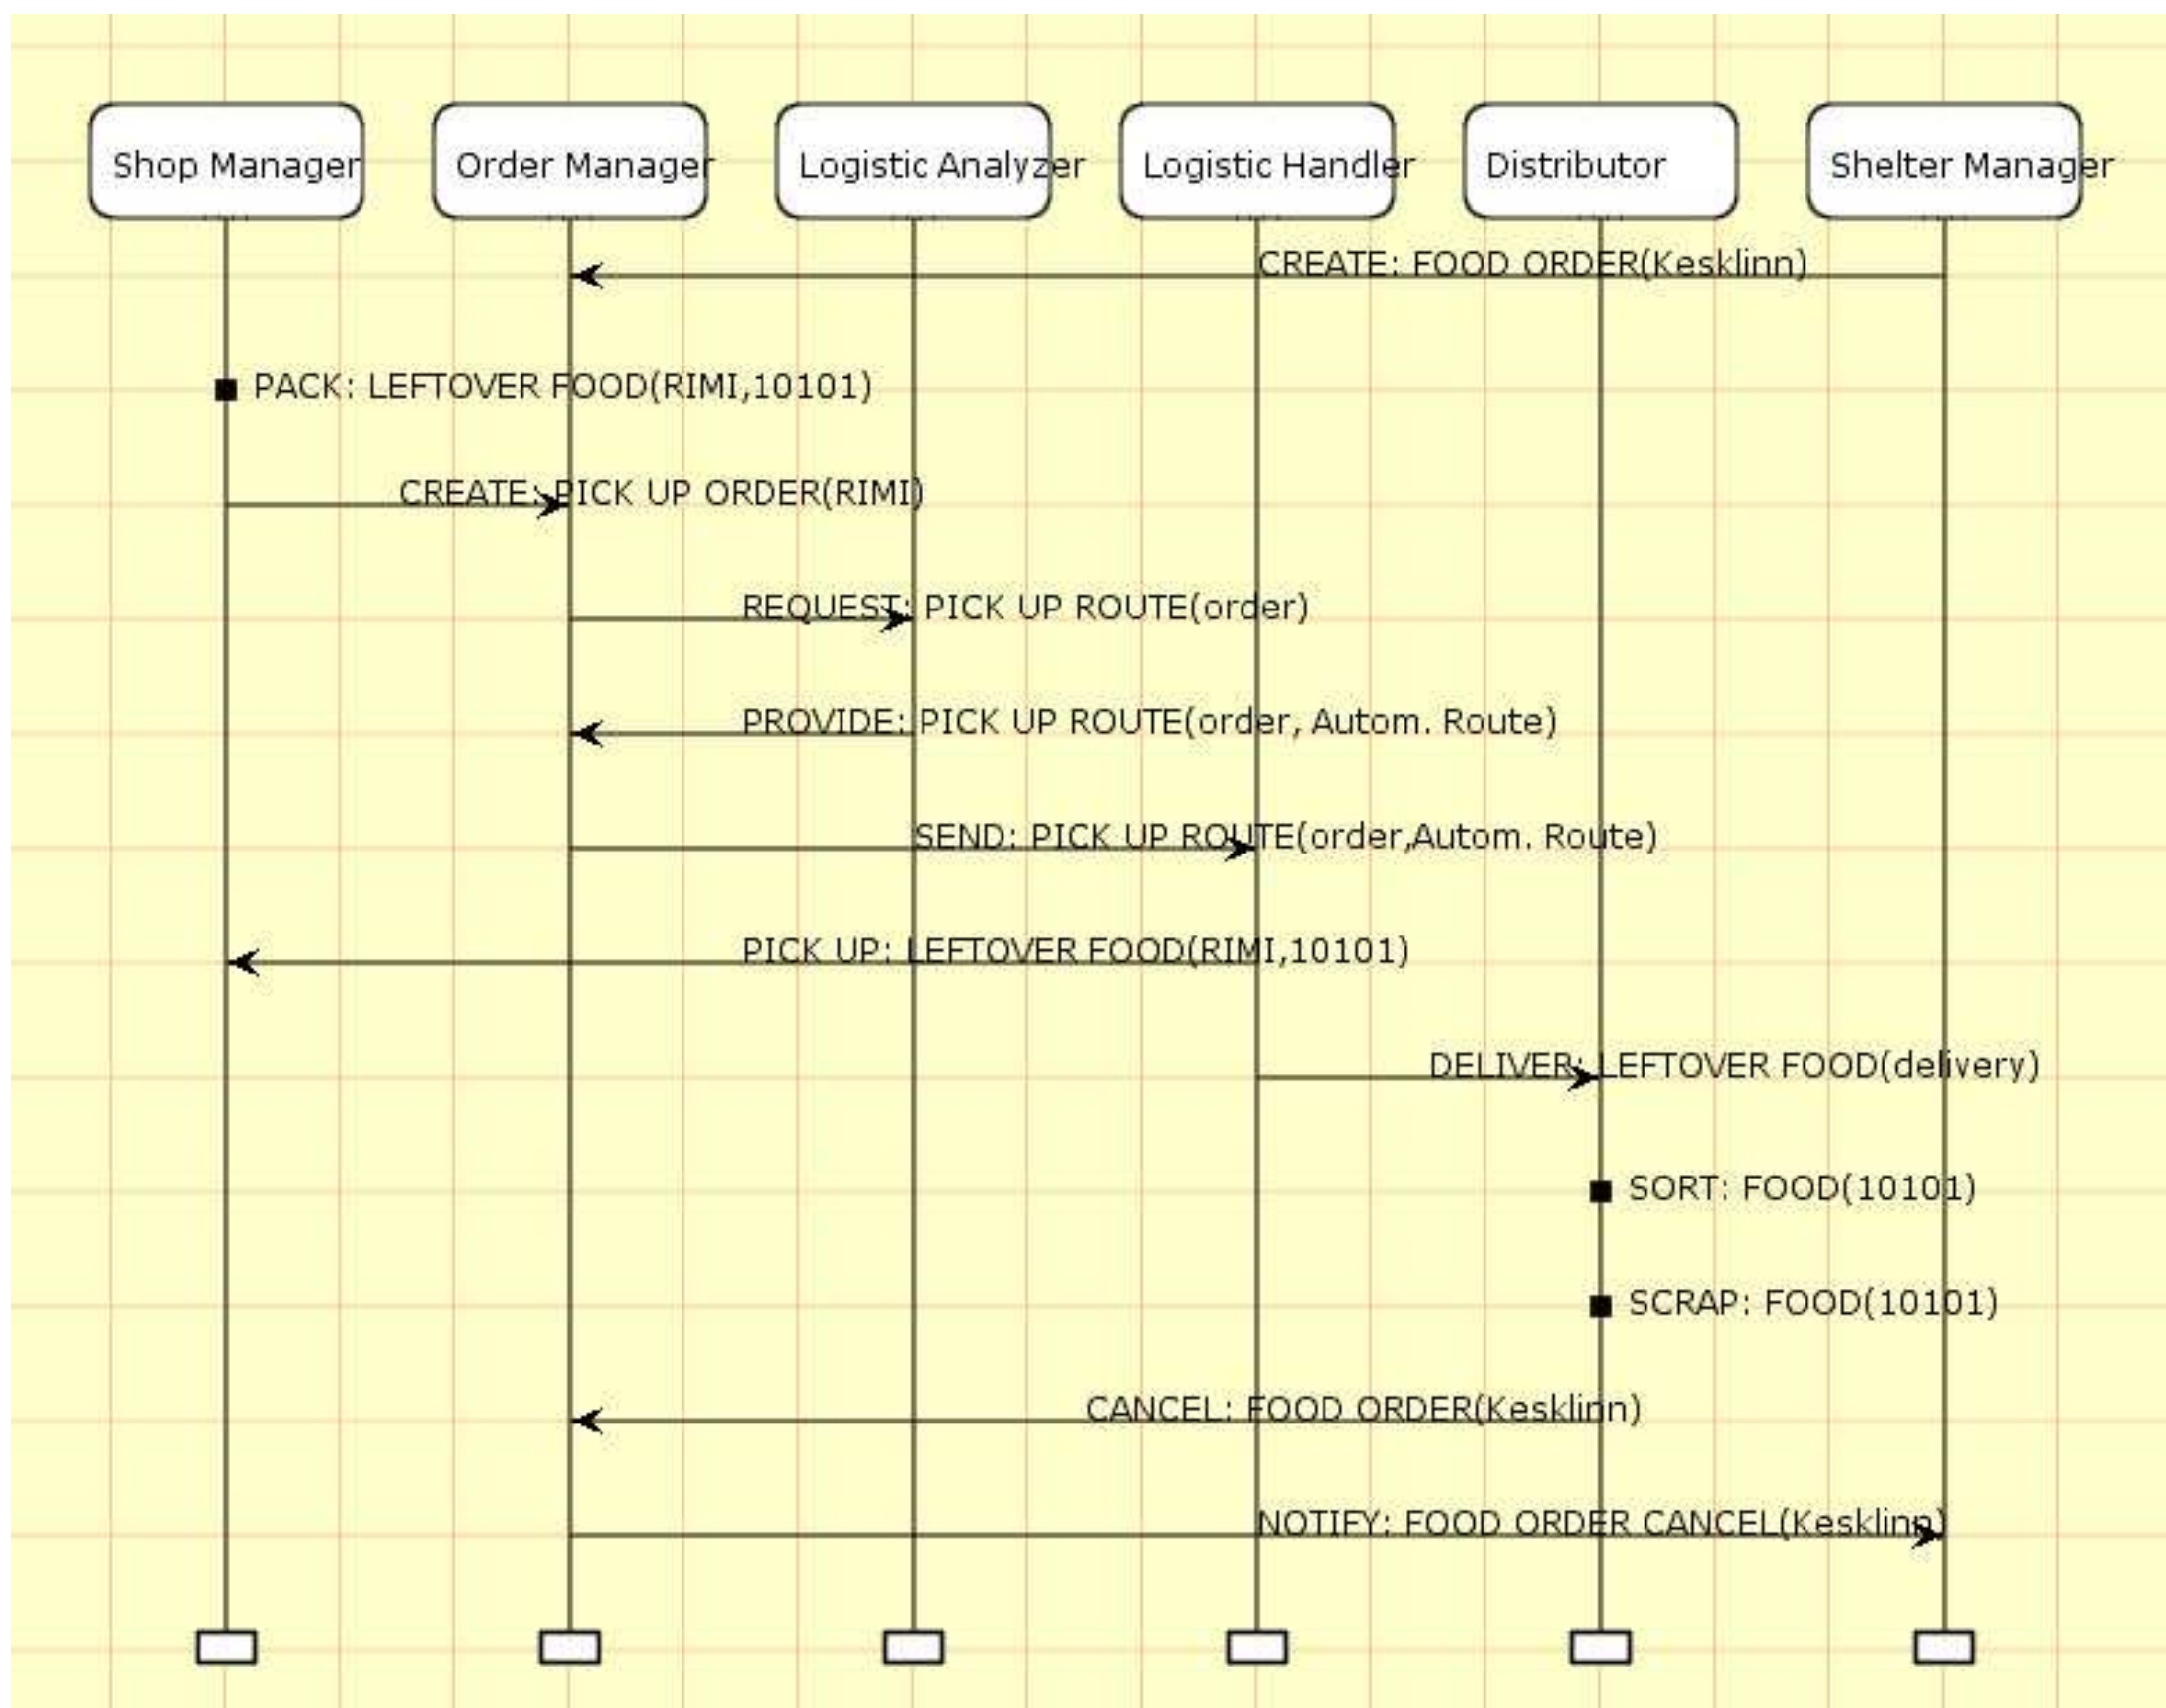 Shop Manager
Order Manager
Logistic Analyzer
Logistic Handler
Distributor
Shelter Manager
CREATE: FOOD ORDER(Kesklinn)
PACK: LEFTOVER FOOD(RIMI,10101)
CREATE: PICK UP ORDER(RIMI)
REQUEST: PICK UP ROUTE(order)
PROVIDE: PICK UP ROUTE(order, Autom. Route)
SEND: PICK UP ROUTE(order,Autom. Route)
PICK UP: LEFTOVER FOOD(RIMI,10101)
DELIVER: LEFTOVER FOOD(delivery)
SORT: FOOD(10101)
SCRAP: FOOD(10101)
CANCEL: FOOD ORDER(Kesklinn)
NOTIFY: FOOD ORDER CANCEL(Kesklinn)